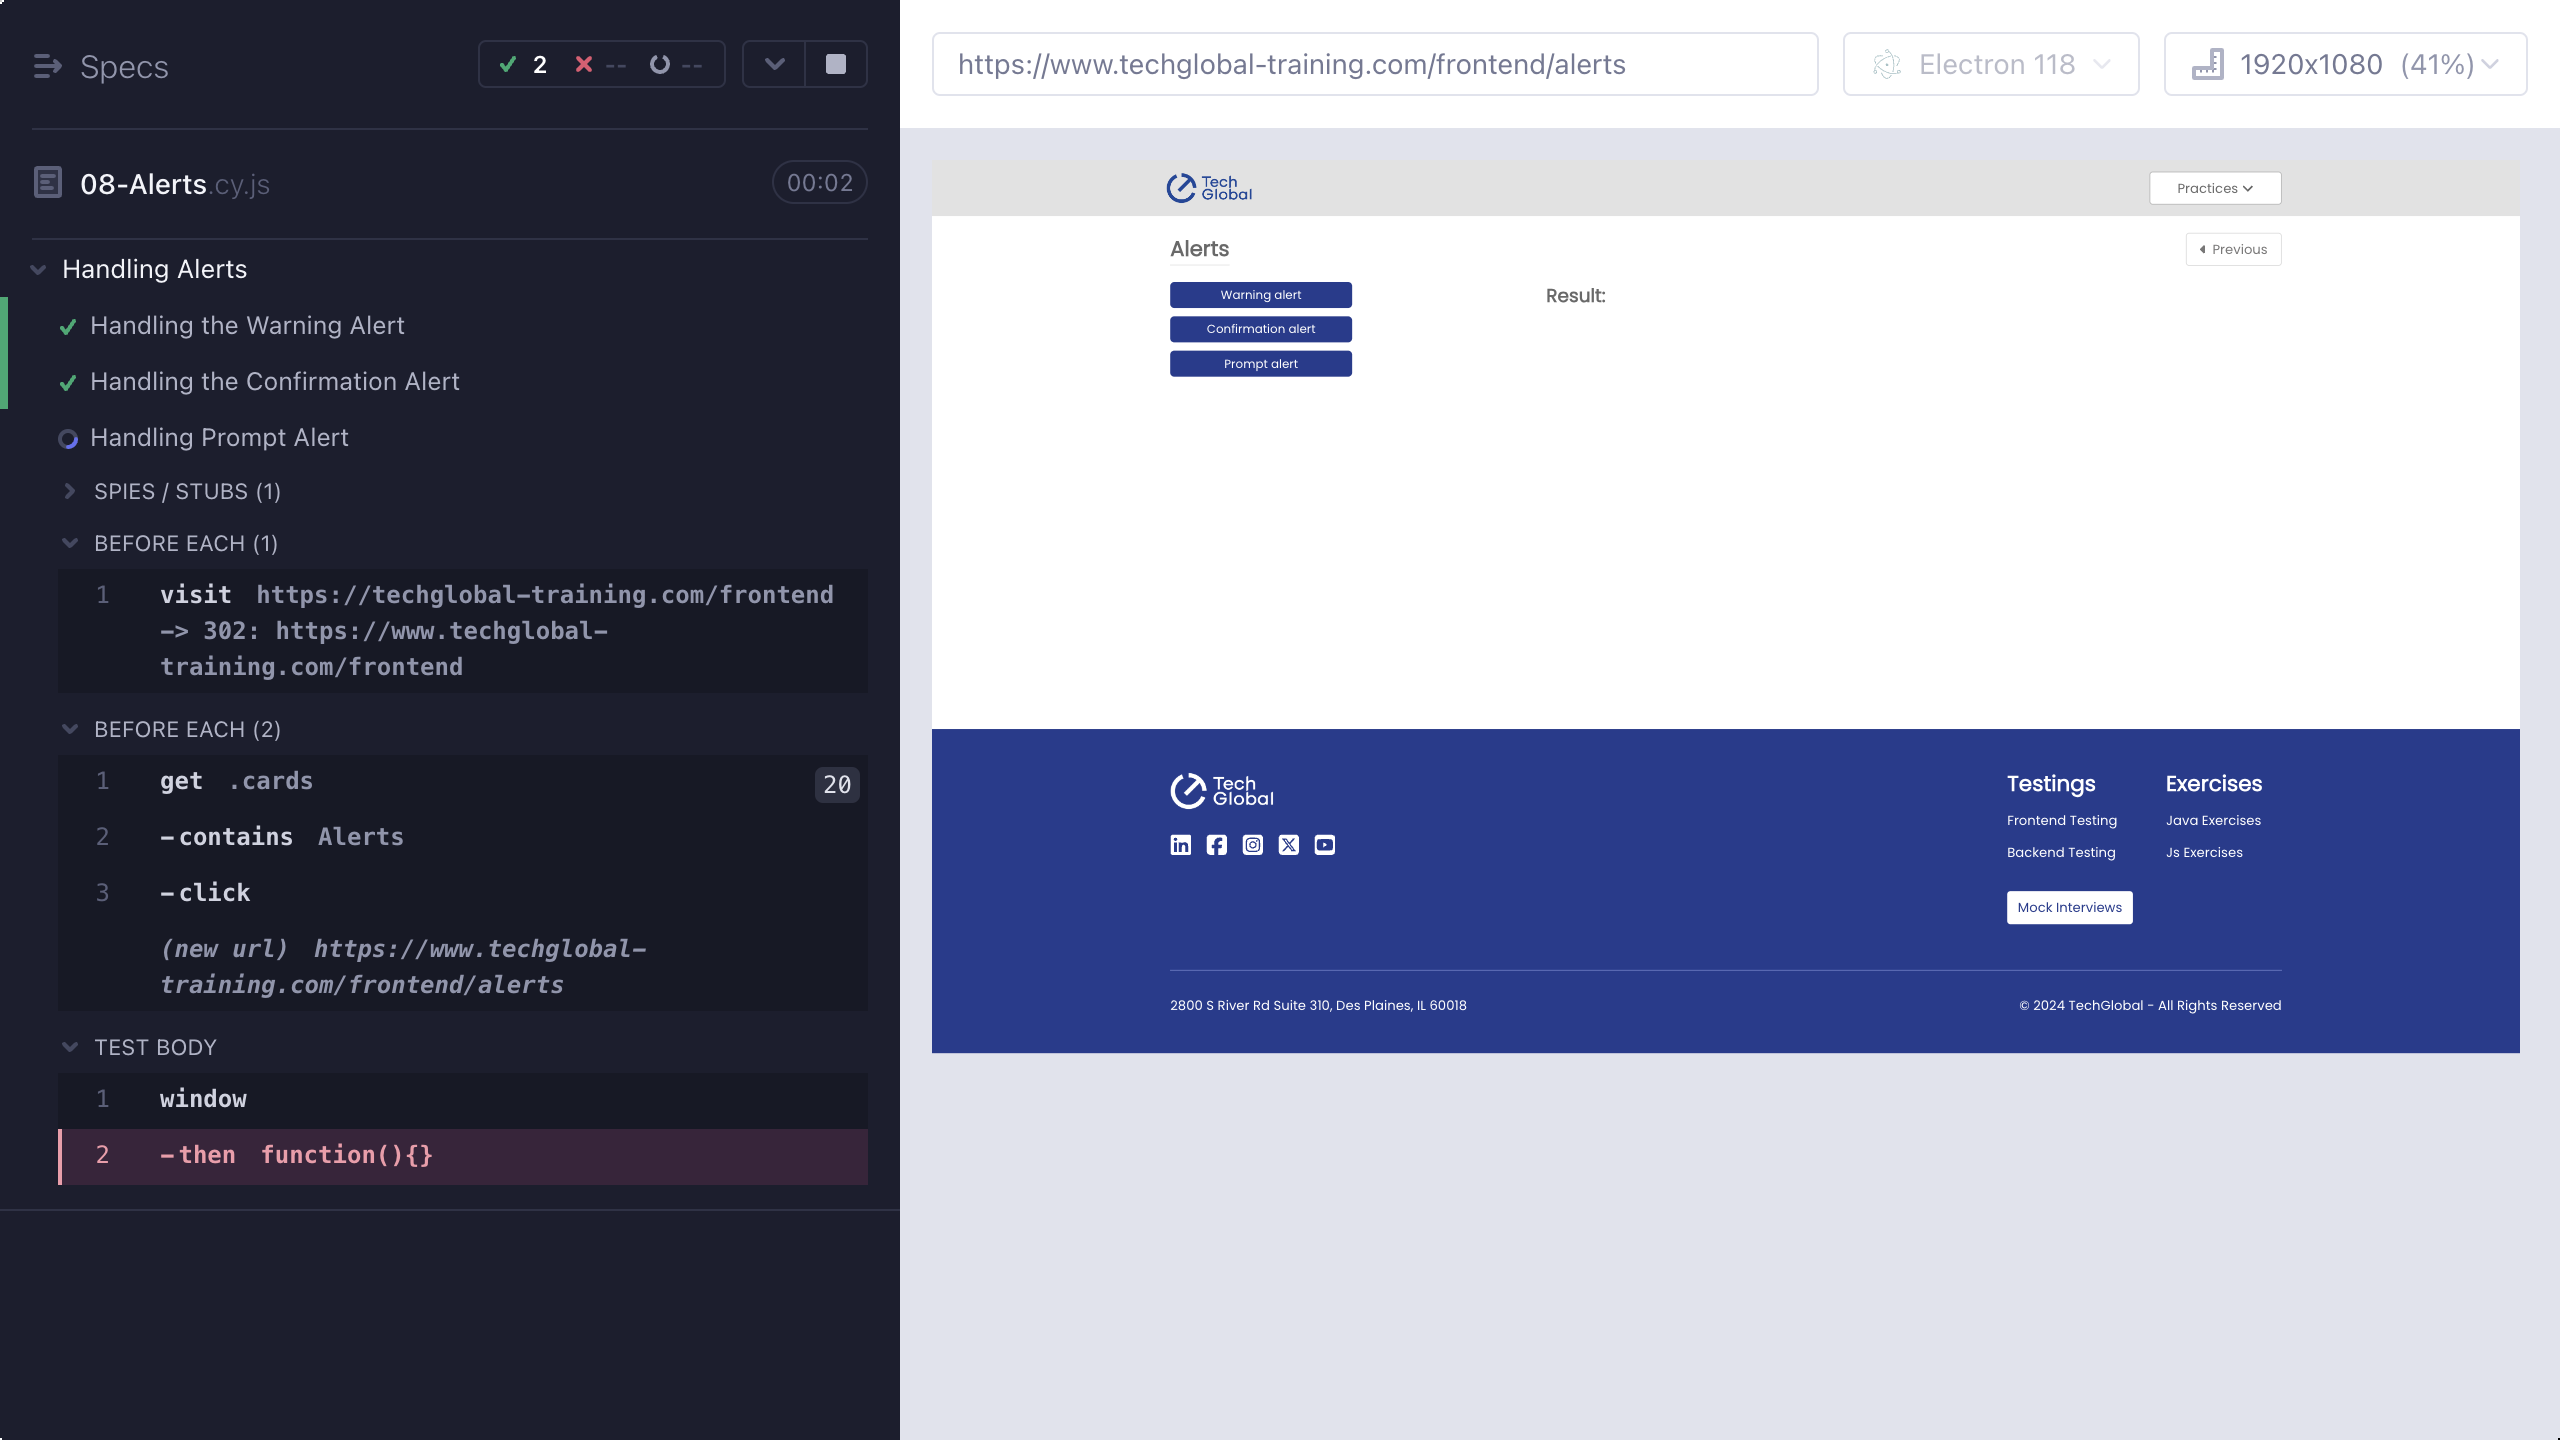 Specs
2 -- --
08-Alerts.cy.js
00:02
Handling Alerts
Handling the Warning Alert
Handling the Confirmation Alert
Handling Prompt Alert
SPIES / STUBS (1)
BEFORE EACH (1)
1 visit https://techglobal-training.com/frontend
-> 302: https://www.techglobal-
training.com/frontend
BEFORE EACH (2)
1 get .cards 20
2 -contains Alerts
3 -click
(new url) https://www.techglobal-
training.com/frontend/alerts
TEST BODY
1 window
2 -then function(){}
https://www.techglobal-training.com/frontend/alerts
Electron 118
1920x1080 (41%)
Tech
Global
Practices
Alerts
Previous
Warning alert
Confirmation alert
Prompt alert
Result:
Tech
Global
Testings
Frontend Testing
Backend Testing
Mock Interviews
Exercises
Java Exercises
Js Exercises
2800 S River Rd Suite 310, Des Plaines, IL 60018
© 2024 TechGlobal - All Rights Reserved